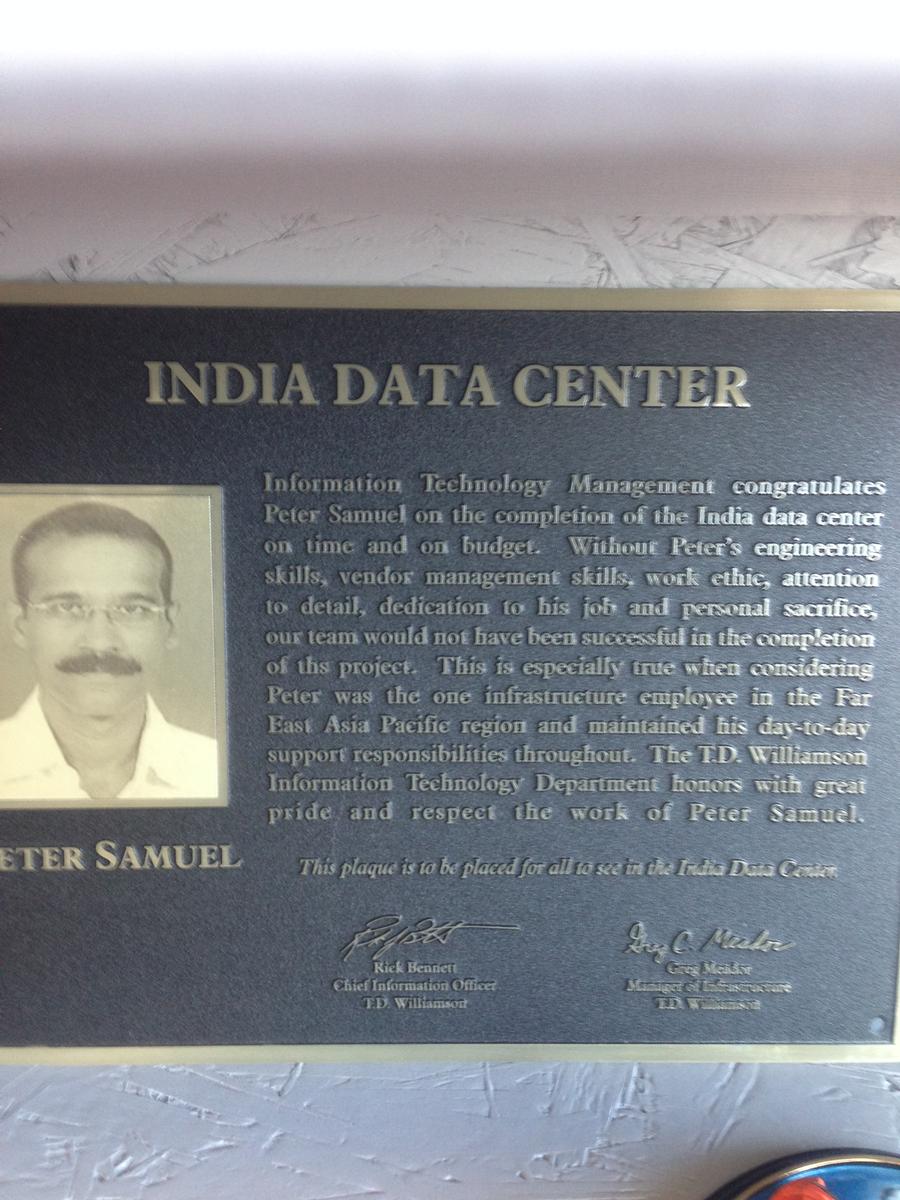 INDIA DATA CENTER
Information Technology Management congratulates
Peter Samuel on the completion of the India data center
on time and on budget. Without Peter's engineering
skills, vendor management skills, work ethic, attention
to detail, dedication to his job and personal sacrifice,
our team would not have been successful in the completion
of ths project. This is especially true when considering
Peter was the one infrastructure employee in the Far
East Asia Pacific region and maintained his day-to-day
support responsibilities throughout. The T.D. Williamson
Information Technology Department honors with great
pride and respect the work of Peter Samuel.
ETER SAMUEL
This plaque is to be placed for all to see in the India Data Center.
Rick Bennett
Chief Information Officer
T.D. Williamson
Greg C. Meador
Greg Meador
Manager of Infrastructure
T.D. Williamson